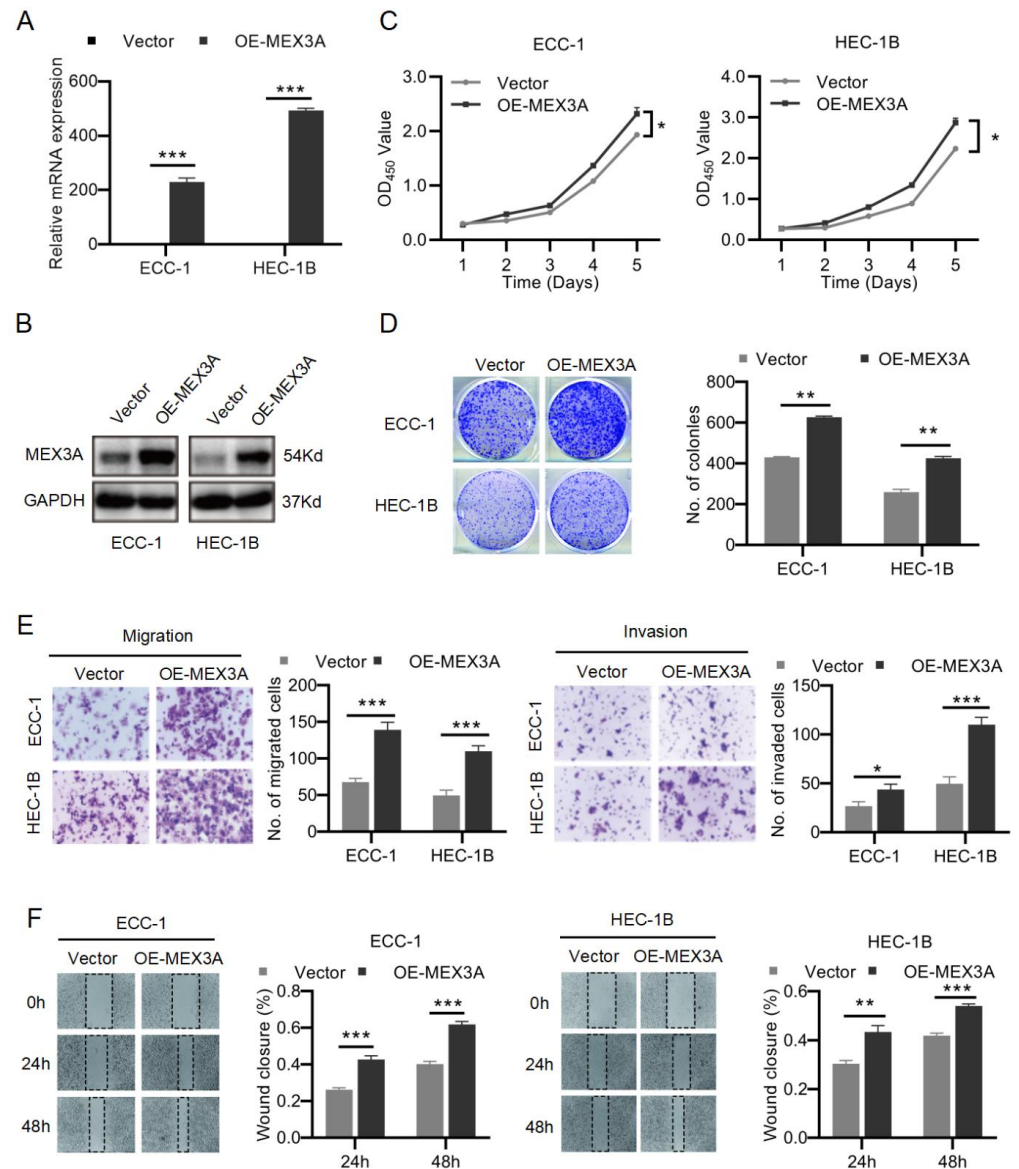 A
Vector OE-MEX3A
Relative mRNA expression
600
400
200
0
***
***
ECC-1 HEC-1B
B
Vector OE-MEX3A Vector OE-MEX3A
MEX3A 54Kd
GAPDH 37Kd
ECC-1 HEC-1B
C
ECC-1
Vector
OE-MEX3A
OD450 Value
3.0
2.0
1.0
0.0
*
1 2 3 4 5
Time (Days)
HEC-1B
Vector
OE-MEX3A
OD450 Value
4.0
3.0
2.0
1.0
0.0
*
1 2 3 4 5
Time (Days)
D
Vector OE-MEX3A
ECC-1
HEC-1B
Vector OE-MEX3A
No. of colonies
800
600
400
200
0
**
**
ECC-1 HEC-1B
E
Migration
Vector OE-MEX3A
ECC-1
HEC-1B
Vector OE-MEX3A
No. of migrated cells
200
150
100
50
0
***
***
ECC-1 HEC-1B
Invasion
Vector OE-MEX3A
ECC-1
HEC-1B
Vector OE-MEX3A
No. of invaded cells
150
100
50
0
*
***
ECC-1 HEC-1B
F
ECC-1
Vector OE-MEX3A
0h
24h
48h
ECC-1
Vector OE-MEX3A
Wound closure (%)
0.8
0.6
0.4
0.2
0.0
***
***
24h 48h
HEC-1B
Vector OE-MEX3A
0h
24h
48h
HEC-1B
Vector OE-MEX3A
Wound closure (%)
0.6
0.4
0.2
0.0
**
***
24h 48h